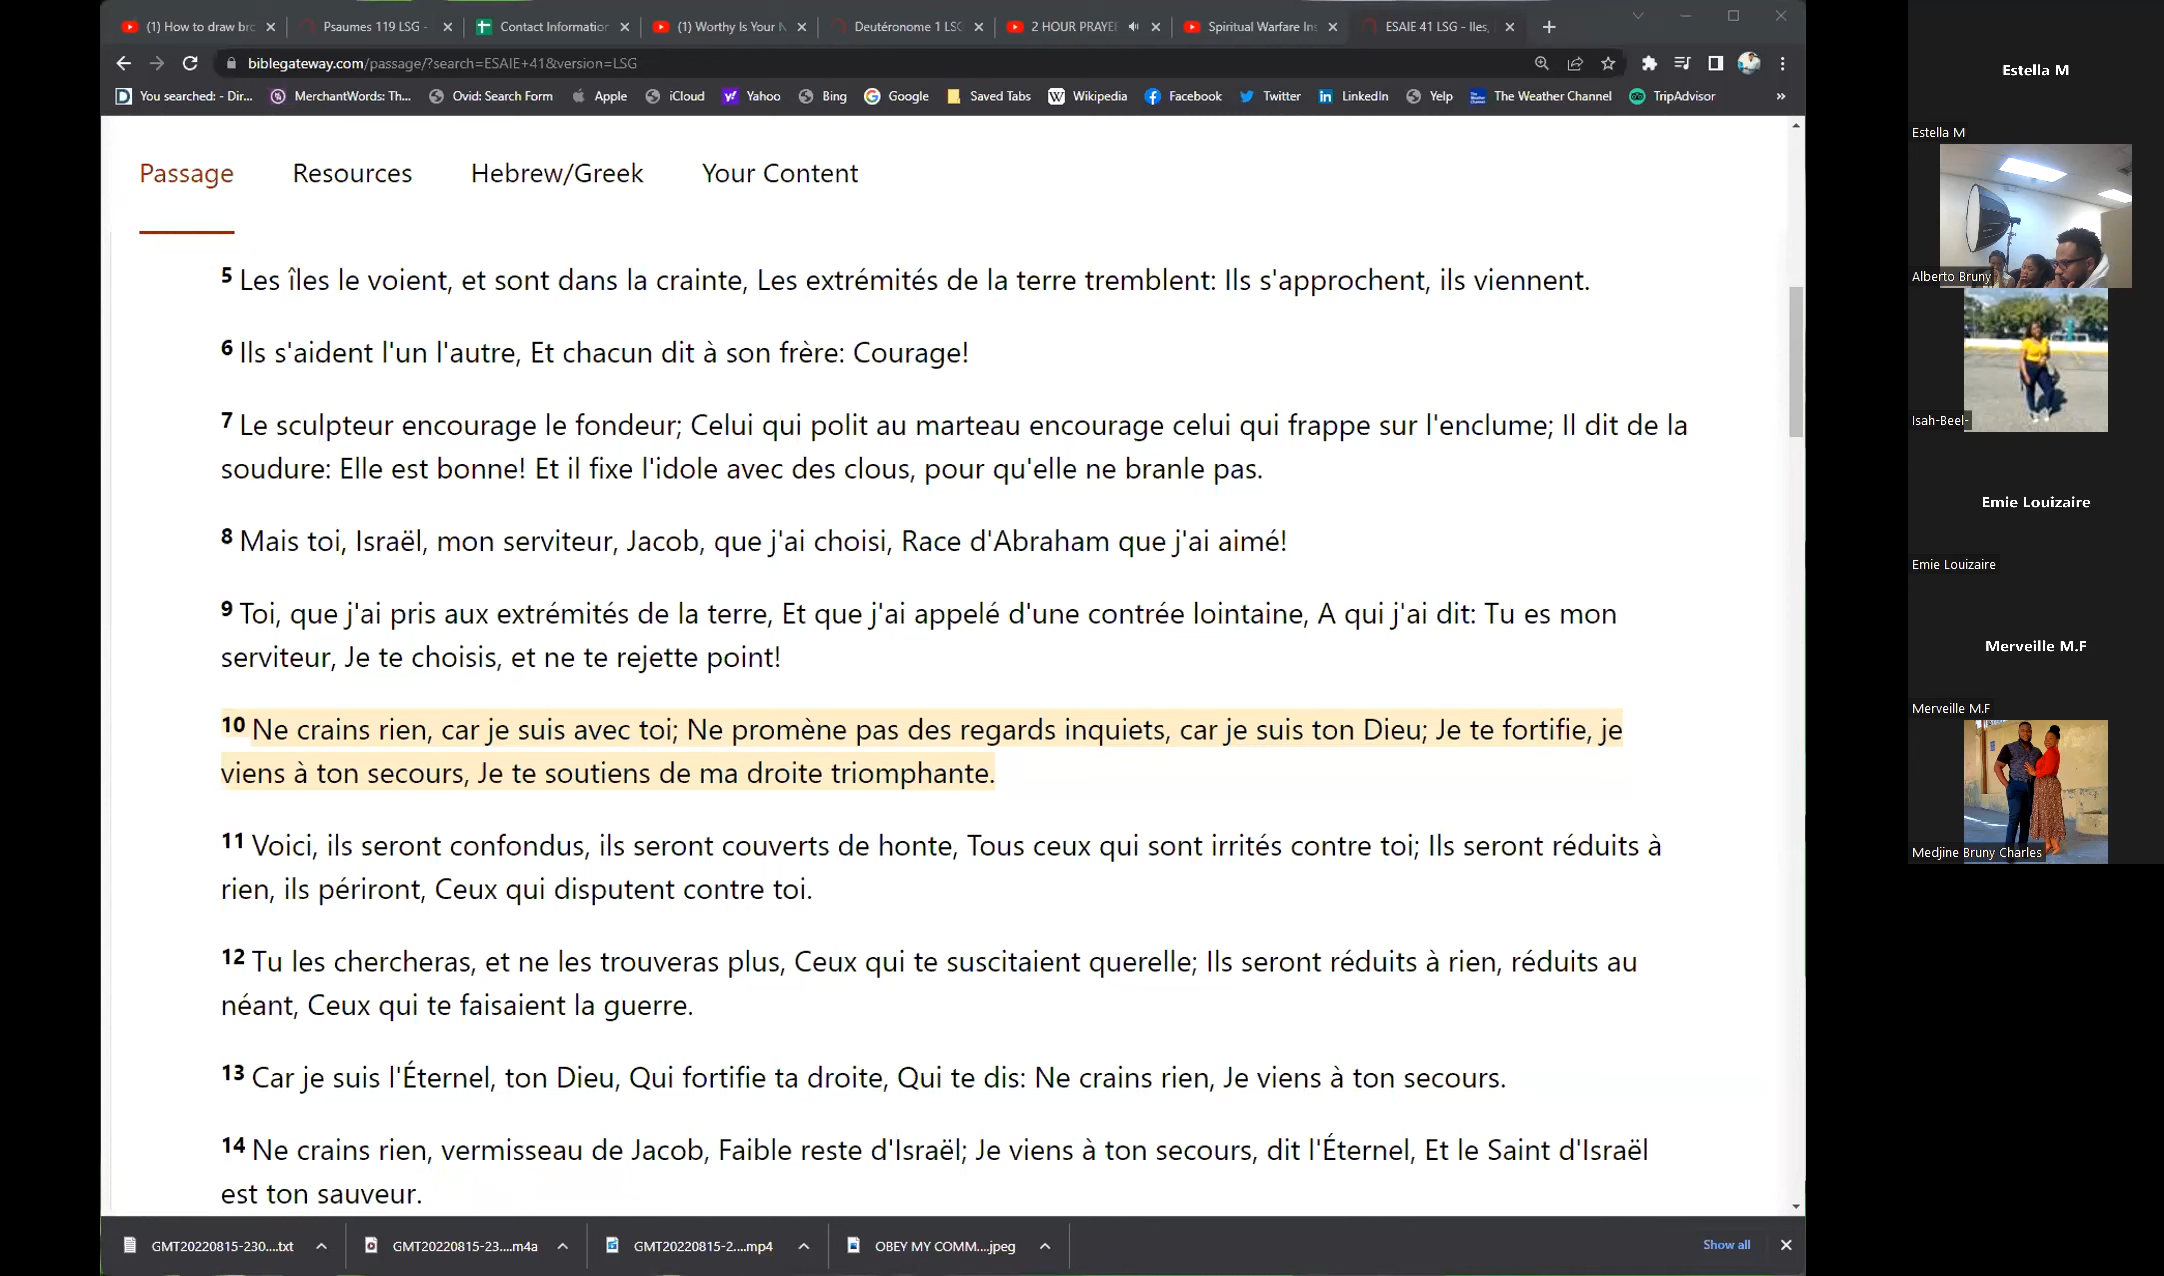 (1) How to draw bro
Psaumes 119 LSG -
Contact Information
(1) Worthy Is Your N
Deutéronome 1 LSG
2 HOUR PRAYER
Spiritual Warfare Ins
ESAIE 41 LSG - Iles,
biblegateway.com/passage/?search=ESAIE+41&version=LSG
You searched: - Dir...
MerchantWords: Th...
Ovid: Search Form
Apple
iCloud
Yahoo
Bing
Google
Saved Tabs
Wikipedia
Facebook
Twitter
LinkedIn
Yelp
The Weather Channel
TripAdvisor
»
Passage Resources Hebrew/Greek Your Content
5 Les îles le voient, et sont dans la crainte, Les extrémités de la terre tremblent: Ils s'approchent, ils viennent.
6 Ils s'aident l'un l'autre, Et chacun dit à son frère: Courage!
7 Le sculpteur encourage le fondeur; Celui qui polit au marteau encourage celui qui frappe sur l'enclume; Il dit de la
soudure: Elle est bonne! Et il fixe l'idole avec des clous, pour qu'elle ne branle pas.
8 Mais toi, Israël, mon serviteur, Jacob, que j'ai choisi, Race d'Abraham que j'ai aimé!
9 Toi, que j'ai pris aux extrémités de la terre, Et que j'ai appelé d'une contrée lointaine, A qui j'ai dit: Tu es mon
serviteur, Je te choisis, et ne te rejette point!
10 Ne crains rien, car je suis avec toi; Ne promène pas des regards inquiets, car je suis ton Dieu; Je te fortifie, je
viens à ton secours, Je te soutiens de ma droite triomphante.
11 Voici, ils seront confondus, ils seront couverts de honte, Tous ceux qui sont irrités contre toi; Ils seront réduits à
rien, ils périront, Ceux qui disputent contre toi.
12 Tu les chercheras, et ne les trouveras plus, Ceux qui te suscitaient querelle; Ils seront réduits à rien, réduits au
néant, Ceux qui te faisaient la guerre.
13 Car je suis l'Éternel, ton Dieu, Qui fortifie ta droite, Qui te dis: Ne crains rien, Je viens à ton secours.
14 Ne crains rien, vermisseau de Jacob, Faible reste d'Israël; Je viens à ton secours, dit l'Éternel, Et le Saint d'Israël
est ton sauveur.
GMT20220815-230....txt
GMT20220815-23....m4a
GMT20220815-2....mp4
OBEY MY COMM....jpeg
Show all
Estella M
Estella M
Alberto Bruny
Isah-Beel-
Emie Louizaire
Emie Louizaire
Merveille M.F
Merveille M.F
Medjine Bruny Charles